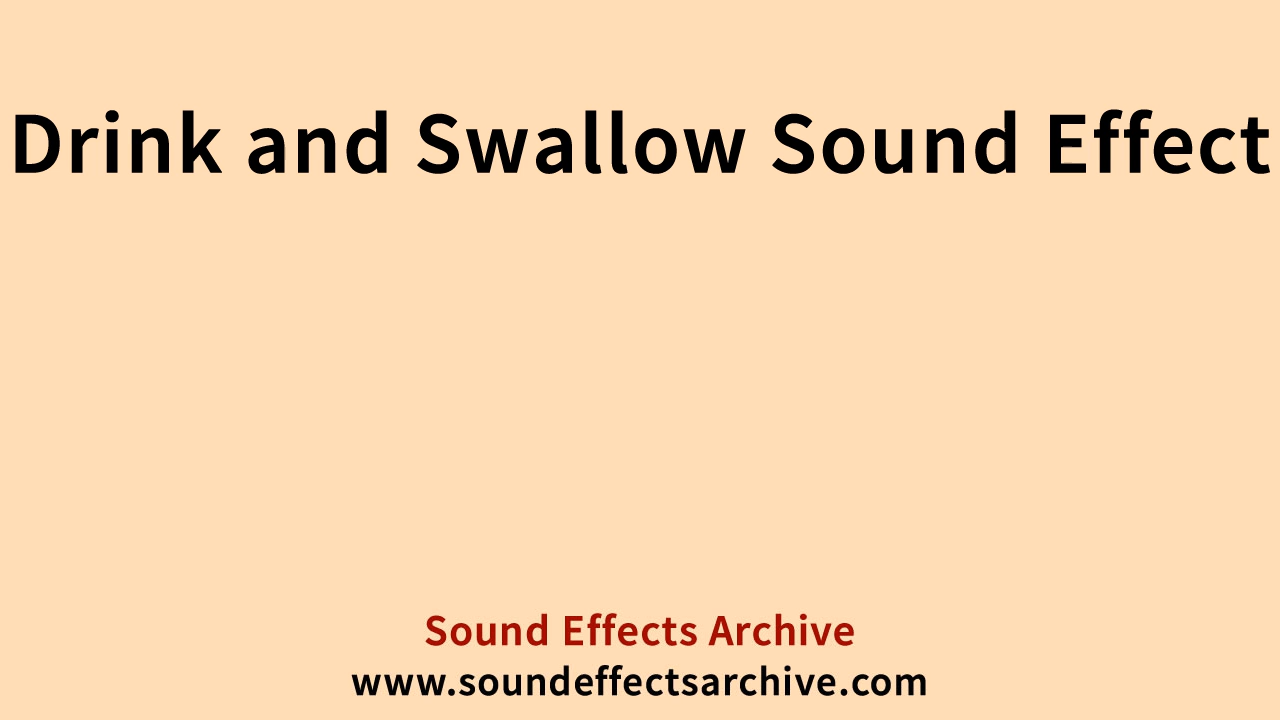 Drink and Swallow Sound Effect
Sound Effects Archive
www.soundeffectsarchive.com